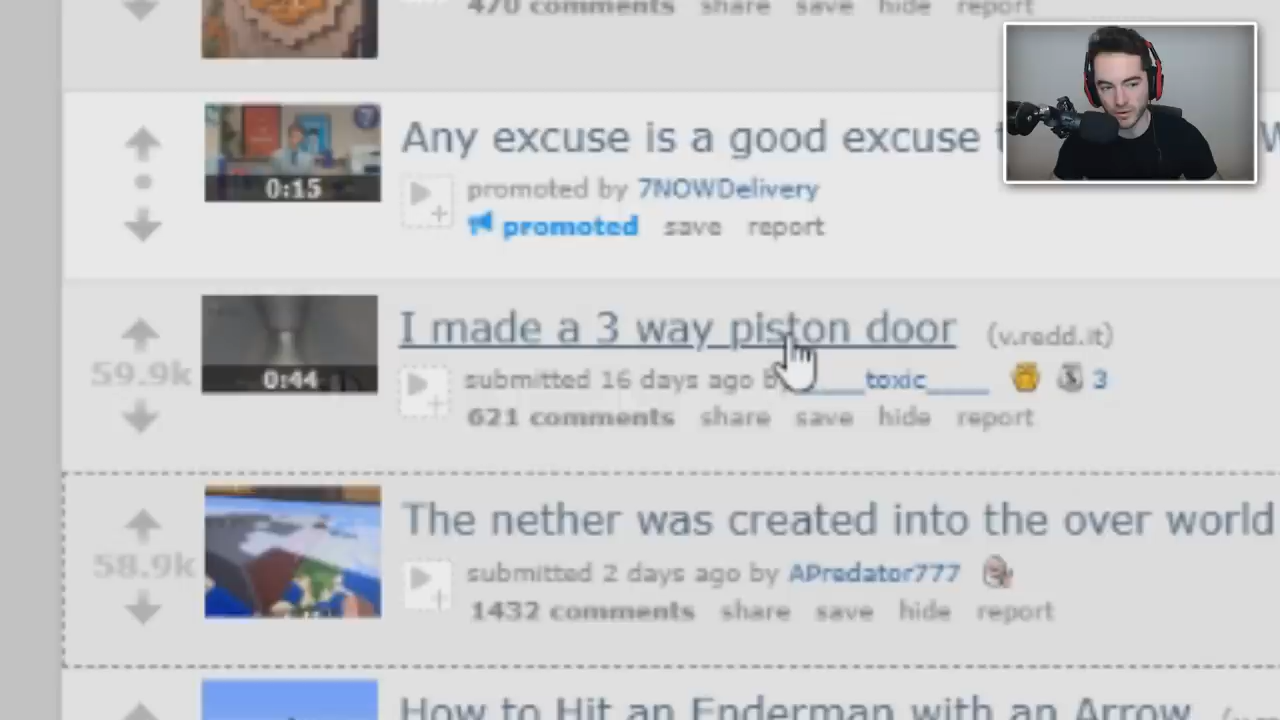 470 comments share save hide report
Any excuse is a good excuse
0:15
promoted by 7NOWDelivery
promoted save report
I made a 3 way piston door (v.redd.it)
59.9k
0:44
submitted 16 days ago by ____toxic____ 3
621 comments share save hide report
The nether was created into the over world
58.9k
submitted 2 days ago by APredator777
1432 comments share save hide report
How to Hit an Enderman with an Arrow